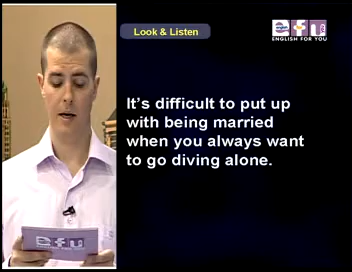 Look & Listen
efu
ENGLISH FOR YOU
It's difficult to put up
with being married
when you always want
to go diving alone.
efu